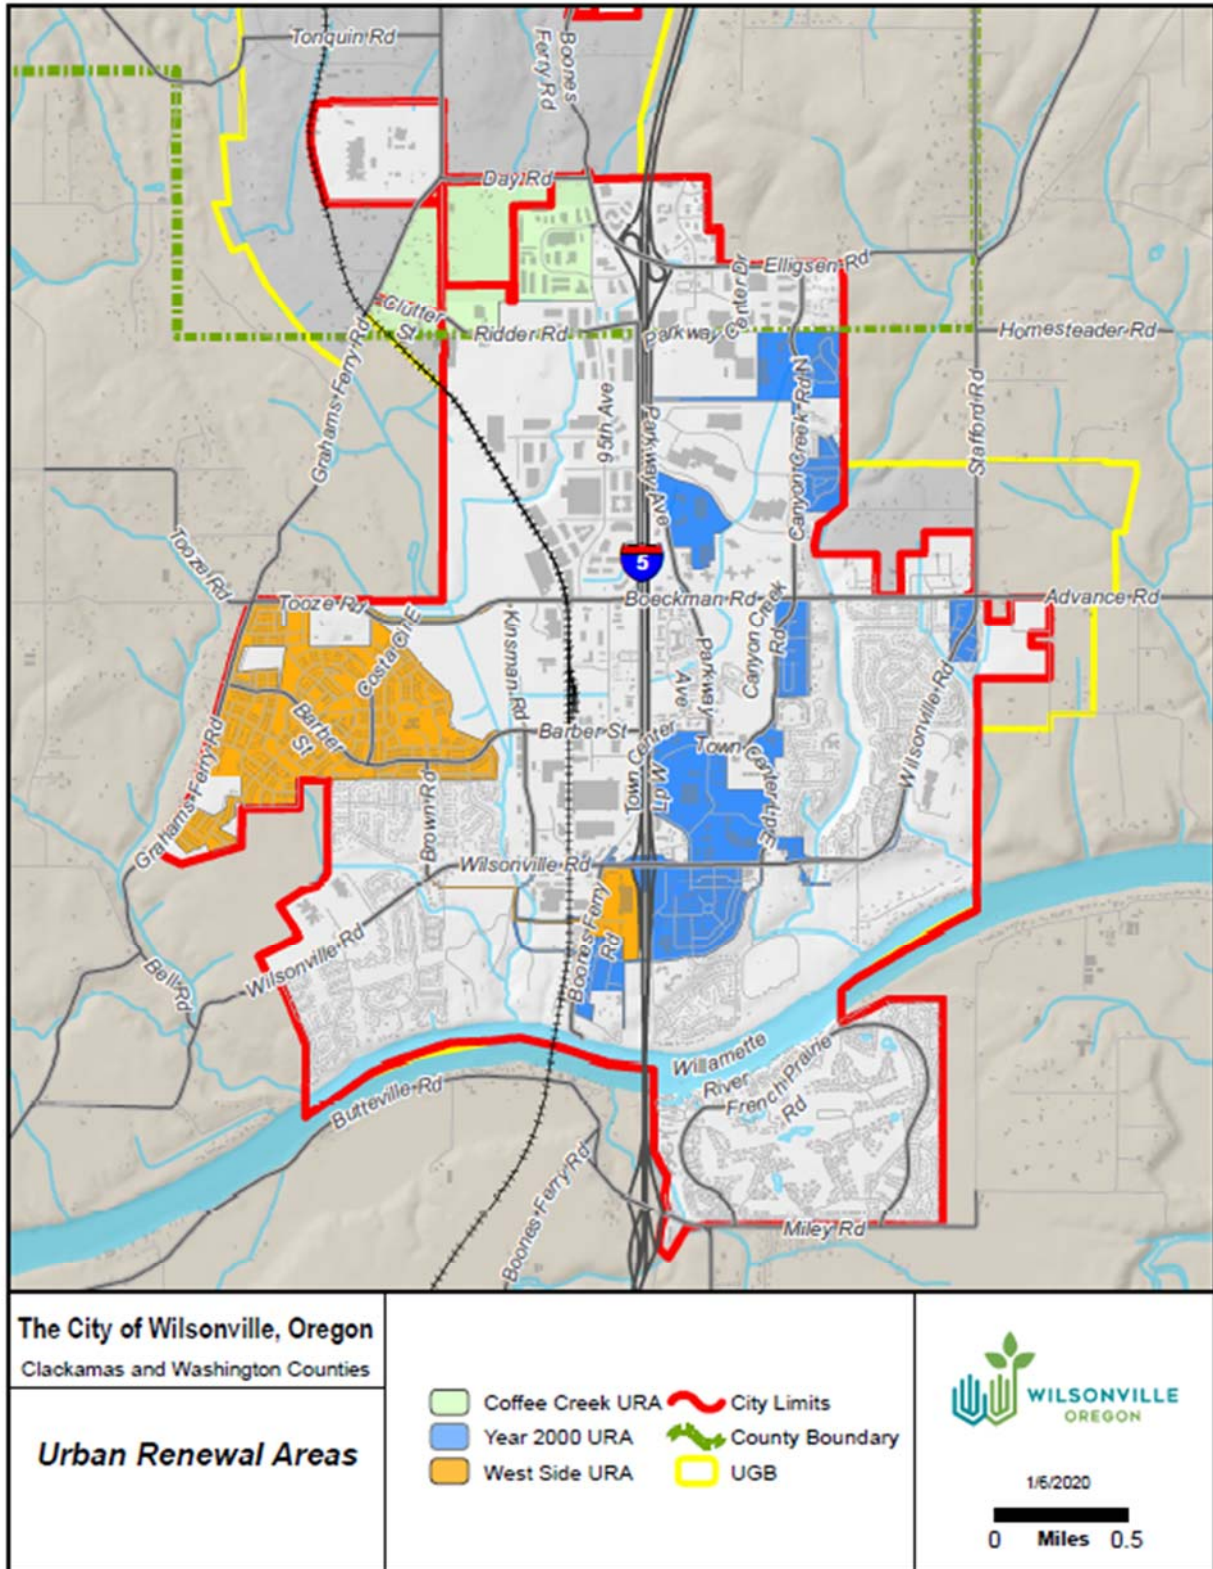 Tonquin Rd
Boones
Ferry Rd
Day Rd
Elligsen Rd
Clutter
St
Ridder Rd
Parkway Center Dr
Homesteader Rd
Grahams Ferry Rd
95th Ave
Parkway Ave
Canyon Creek Rd N
Stafford Rd
Tooze Rd
5
Tooze Rd
Boeckman Rd
Advance Rd
Costa Cir E
Kinsman Rd
Parkway
Ave
Canyon Creek
Rd
Barber
St
Barber St
Town Center
Lp W
Town Center Lp E
Wilsonville Rd
Grahams Ferry Rd
Brown Rd
Wilsonville Rd
Boones Ferry
Rd
Wilsonville Rd
Bell Rd
Willamette
River
French Prairie
Rd
Butteville Rd
Boones Ferry Rd
Miley Rd
The City of Wilsonville, Oregon
Clackamas and Washington Counties
Urban Renewal Areas
Coffee Creek URA
Year 2000 URA
West Side URA
City Limits
County Boundary
UGB
WILSONVILLE
OREGON
1/6/2020
0 Miles 0.5